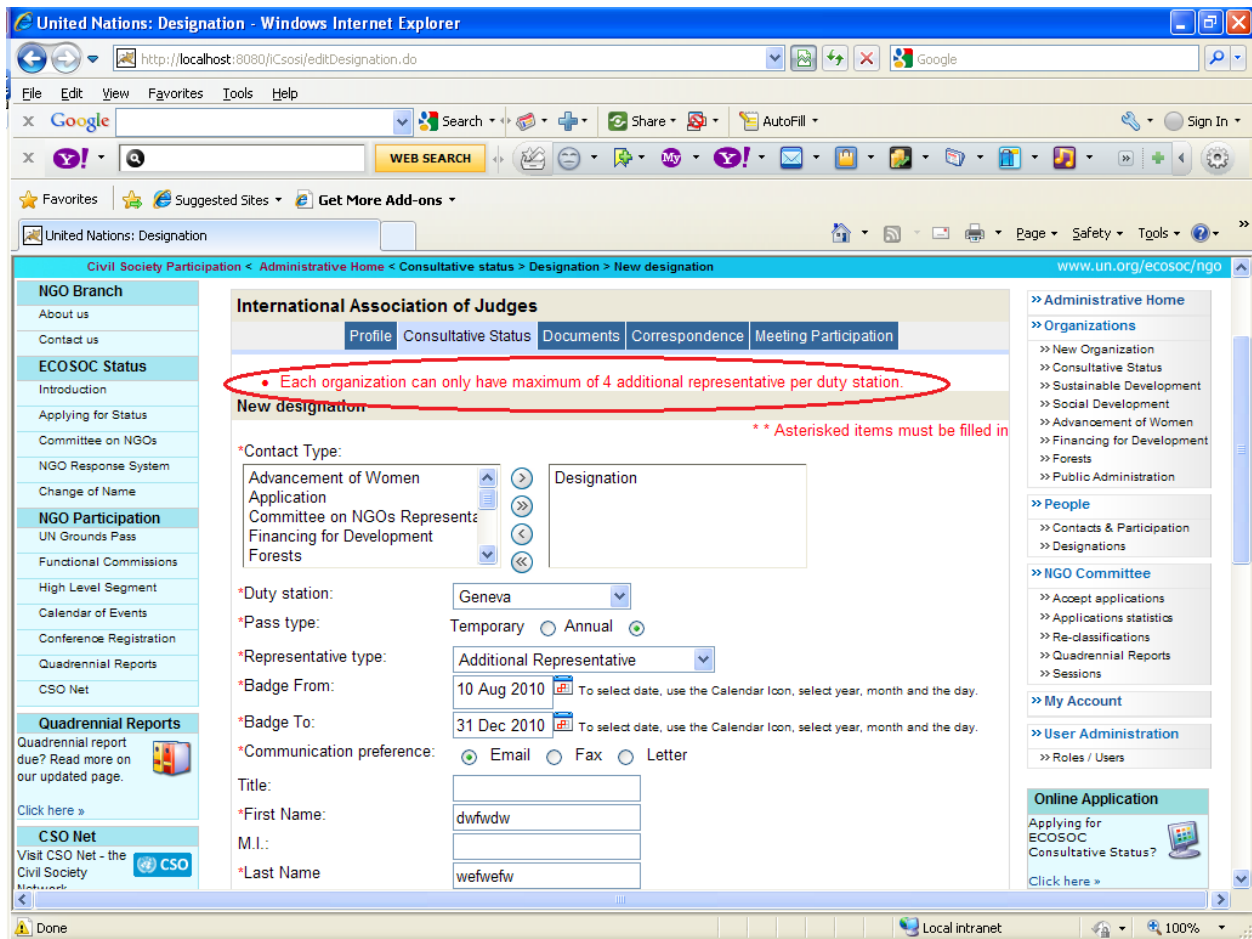 United Nations: Designation - Windows Internet Explorer
http://localhost:8080/iCsosi/editDesignation.do
Google
File Edit View Favorites Tools Help
x Google Search Share AutoFill Sign In
x Y! WEB SEARCH My Y!
Favorites Suggested Sites Get More Add-ons
United Nations: Designation
Page Safety Tools
Civil Society Participation < Administrative Home < Consultative status > Designation > New designation
www.un.org/ecosoc/ngo
NGO Branch
About us
Contact us
ECOSOC Status
Introduction
Applying for Status
Committee on NGOs
NGO Response System
Change of Name
NGO Participation
UN Grounds Pass
Functional Commissions
High Level Segment
Calendar of Events
Conference Registration
Quadrennial Reports
CSO Net
Quadrennial Reports
Quadrennial report
due? Read more on
our updated page.
Click here »
CSO Net
Visit CSO Net - the
Civil Society
Network
CSO
International Association of Judges
Profile Consultative Status Documents Correspondence Meeting Participation
• Each organization can only have maximum of 4 additional representative per duty station.
New designation
* * Asterisked items must be filled in
*Contact Type:
Advancement of Women
Application
Committee on NGOs Representa
Financing for Development
Forests
> 
»
<
«
Designation
*Duty station: Geneva
*Pass type: Temporary Annual
*Representative type: Additional Representative
*Badge From: 10 Aug 2010 To select date, use the Calendar Icon, select year, month and the day.
*Badge To: 31 Dec 2010 To select date, use the Calendar Icon, select year, month and the day.
*Communication preference: Email Fax Letter
Title:
*First Name: dwfwdw
M.I.:
*Last Name wefwefw
» Administrative Home
» Organizations
» New Organization
» Consultative Status
» Sustainable Development
» Social Development
» Advancement of Women
» Financing for Development
» Forests
» Public Administration
» People
» Contacts & Participation
» Designations
» NGO Committee
» Accept applications
» Applications statistics
» Re-classifications
» Quadrennial Reports
» Sessions
» My Account
» User Administration
» Roles / Users
Online Application
Applying for
ECOSOC
Consultative Status?
Click here »
Done Local intranet 100%